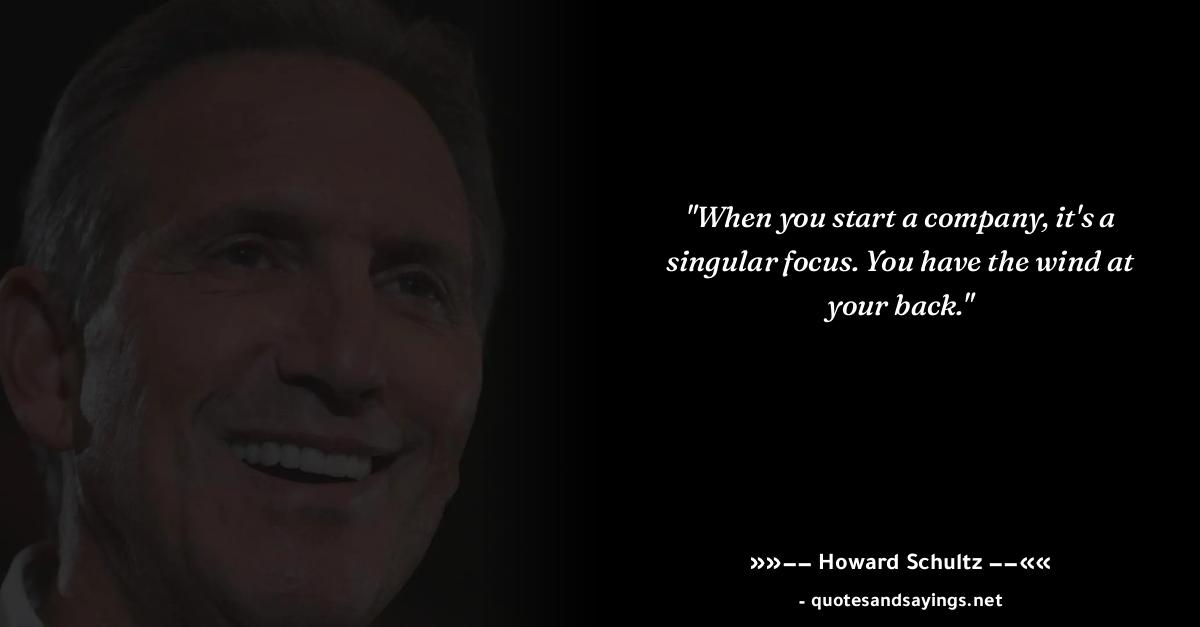 "When you start a company, it's a
singular focus. You have the wind at
your back."
»»−− Howard Schultz −−««
- quotesandsayings.net